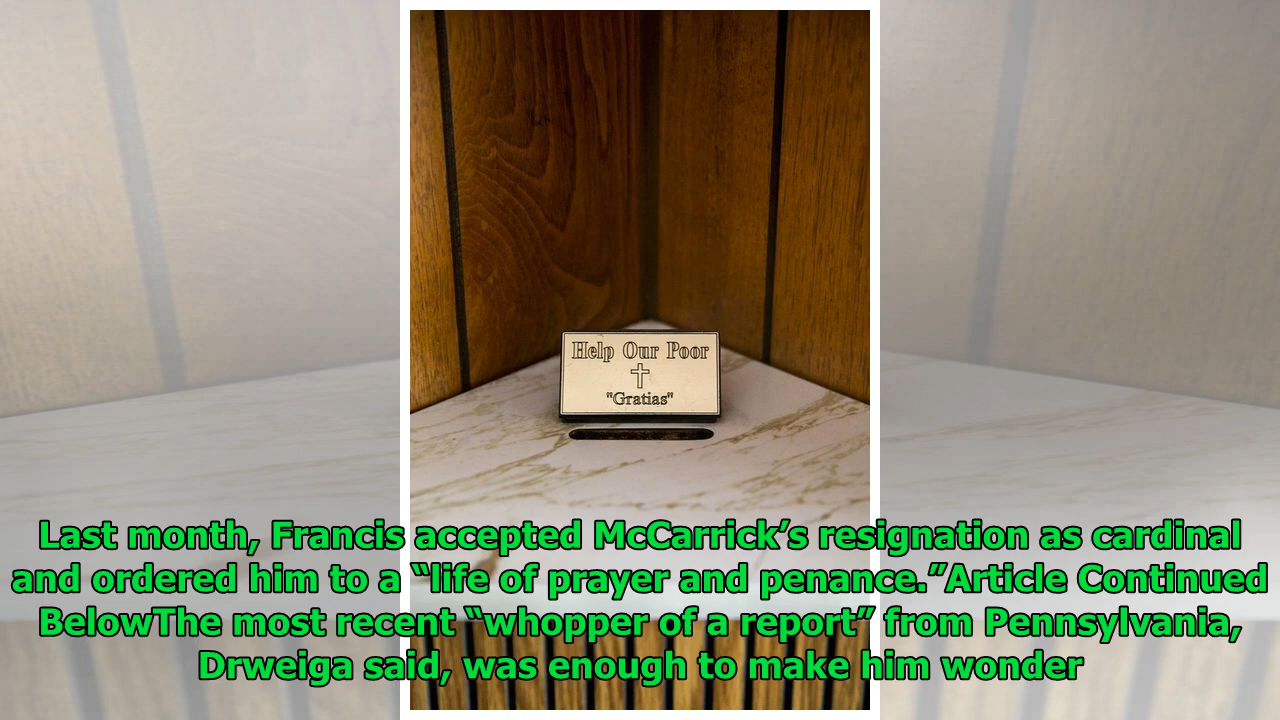 Help Our Poor
"Gratias"
Last month, Francis accepted McCarrick’s resignation as cardinal
and ordered him to a “life of prayer and penance.”Article Continued
BelowThe most recent “whopper of a report” from Pennsylvania,
Drweiga said, was enough to make him wonder